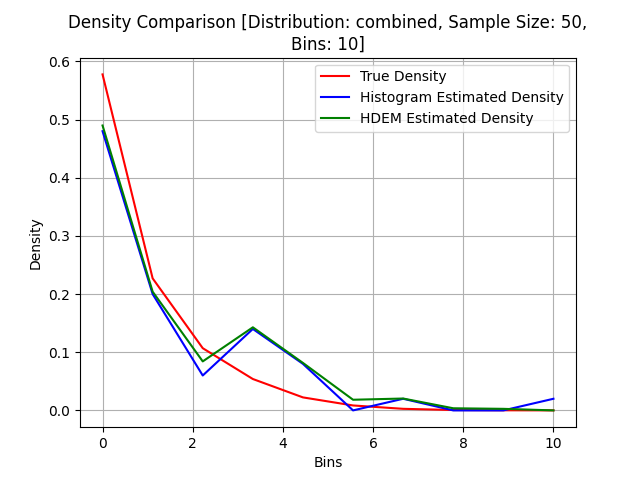 Density Comparison [Distribution: combined, Sample Size: 50,
Bins: 10]
True Density
Histogram Estimated Density
HDEM Estimated Density
Density
0.6
0.5
0.4
0.3
0.2
0.1
0.0
0 2 4 6 8 10
Bins